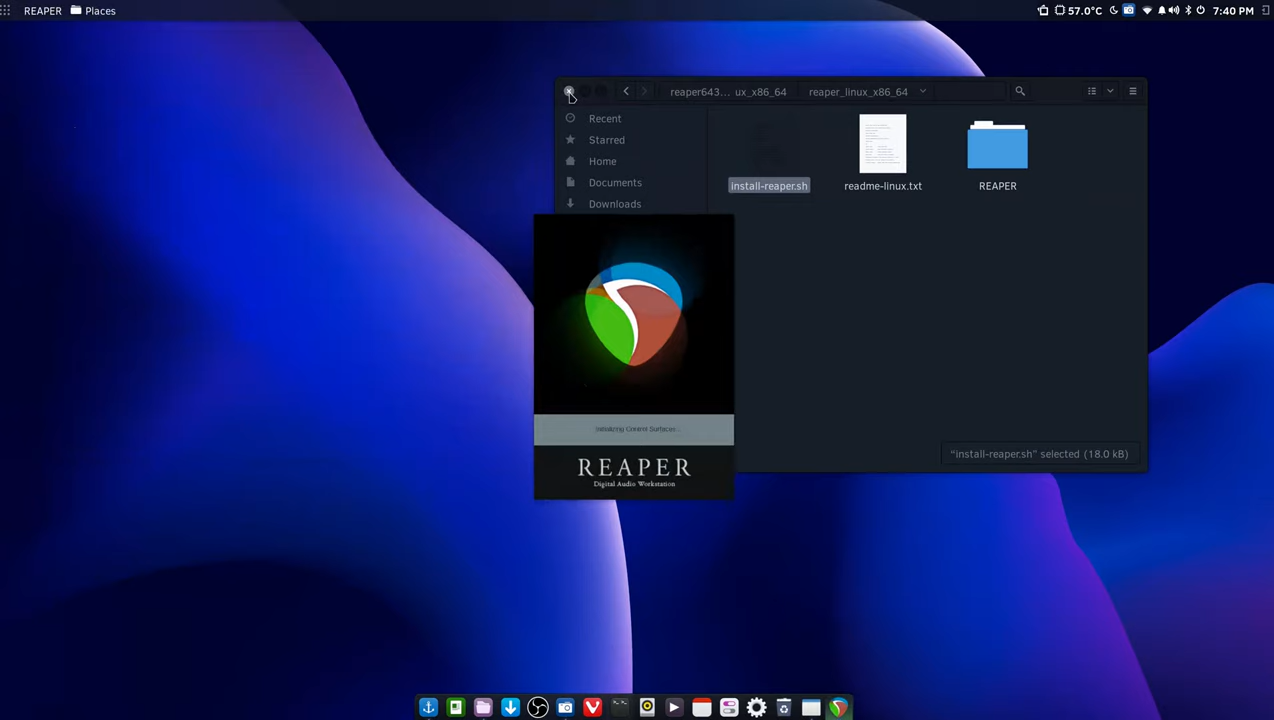 REAPER Places 57.0°C 7:40 PM
reaper643... ux_x86_64 reaper_linux_x86_64
Recent
Starred
Home
Documents
Downloads
install-reaper.sh readme-linux.txt REAPER
Initializing Control Surfaces...
REAPER
Digital Audio Workstation
“install-reaper.sh” selected (18.0 kB)